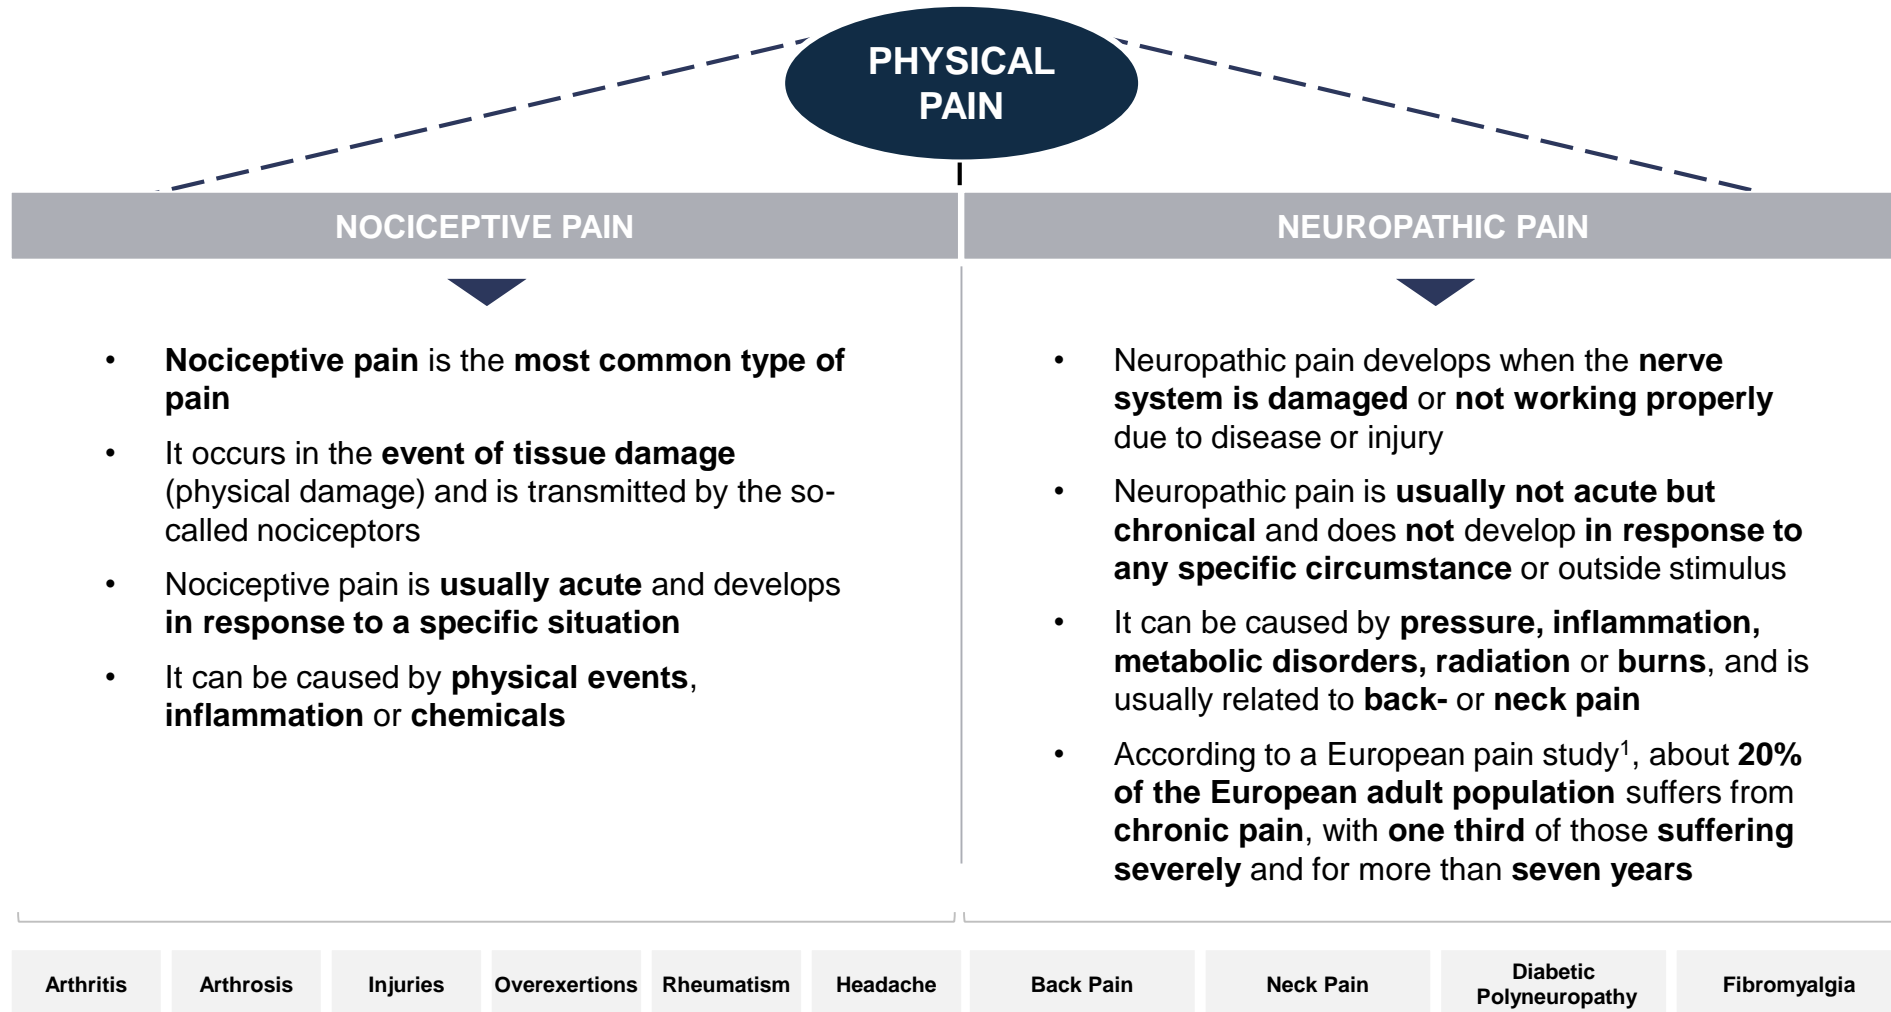 PHYSICAL
PAIN
NOCICEPTIVE PAIN
• Nociceptive pain is the most common type of
pain
• It occurs in the event of tissue damage
(physical damage) and is transmitted by the so-
called nociceptors
• Nociceptive pain is usually acute and develops
in response to a specific situation
• It can be caused by physical events,
inflammation or chemicals
NEUROPATHIC PAIN
• Neuropathic pain develops when the nerve
system is damaged or not working properly
due to disease or injury
• Neuropathic pain is usually not acute but
chronical and does not develop in response to
any specific circumstance or outside stimulus
• It can be caused by pressure, inflammation,
metabolic disorders, radiation or burns, and is
usually related to back- or neck pain
• According to a European pain study¹, about 20%
of the European adult population suffers from
chronic pain, with one third of those suffering
severely and for more than seven years
Arthritis
Arthrosis
Injuries
Overexertions
Rheumatism
Headache
Back Pain
Neck Pain
Diabetic
Polyneuropathy
Fibromyalgia